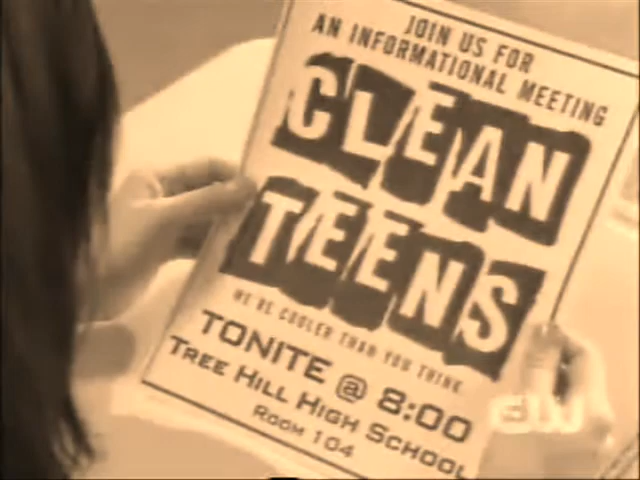 JOIN US FOR
AN INFORMATIONAL MEETING
CLEAN
TEENS
WE'RE COOLER THAN YOU THINK
TONITE @ 8:00
TREE HILL HIGH SCHOOL
ROOM 104
CW